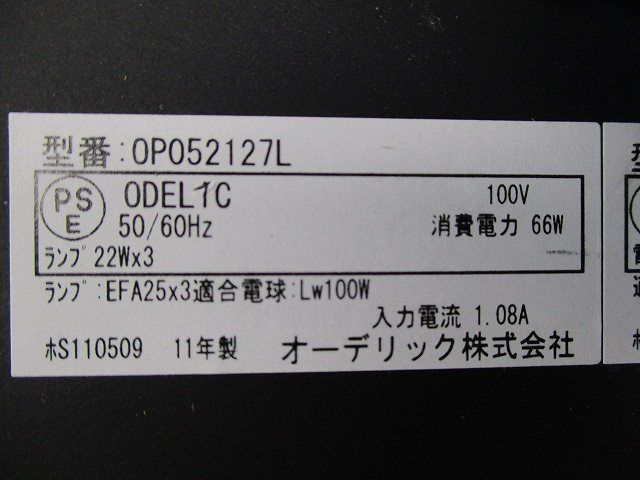 型番:OP052127L
PS
E
ODELIC
100V
50/60Hz
消費電力 66W
ランプ 22Wx3
ランプ:EFA25x3適合電球:Lw100W
入力電流 1.08A
ホS110509 11年製 オーデリック株式会社